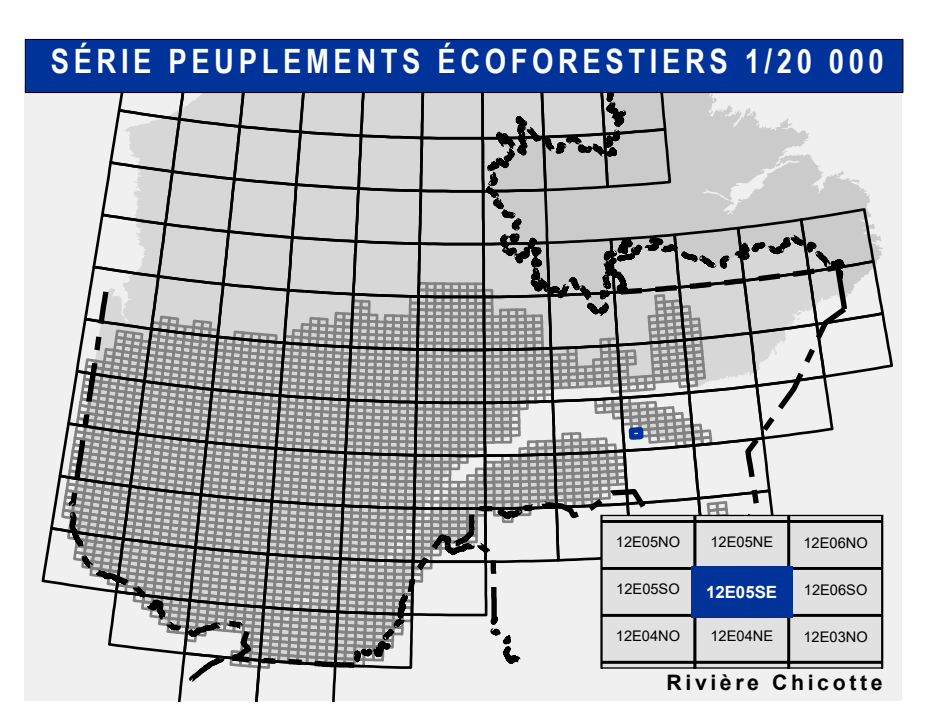 SÉRIE PEUPLEMENTS ÉCOFORESTIERS 1/20 000
12E05NO 12E05NE 12E06NO
12E05SO 12E05SE 12E06SO
12E04NO 12E04NE 12E03NO
Rivière Chicotte